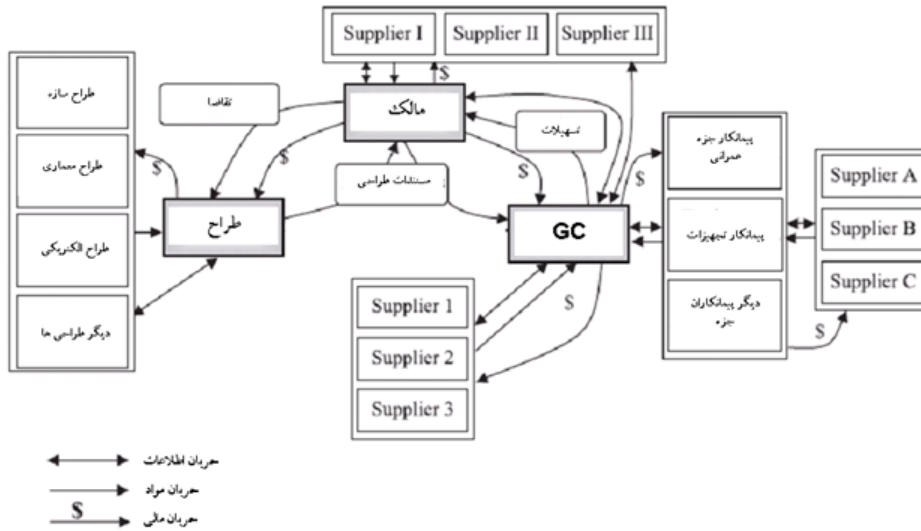 Supplier I
Supplier II
Supplier III
$
مالک
تقاضا
تسهیلات
طراح سازه
طراح معماری
طراح الکتریکی
دیگر طراحی ها
$
$
$
مستندات طراحی
طراح
GC
$
پیمانکار جزء
عمرانی
پیمانکار تجهیزات
دیگر پیمانکاران
جزء
Supplier A
Supplier B
Supplier C
$
Supplier 1
Supplier 2
Supplier 3
$
جریان اطلاعات
جریان مواد
$
جریان مالی